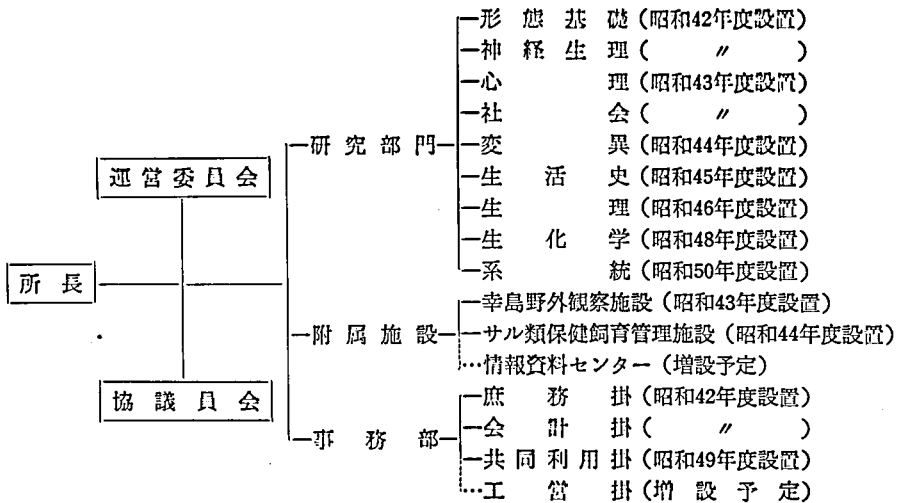 形態基礎（昭和42年度設置）
神経生理（　〃　）
心理（昭和43年度設置）
社会（　〃　）
研究部門
変異（昭和44年度設置）
運営委員会
生活史（昭和45年度設置）
生理（昭和46年度設置）
生化学（昭和48年度設置）
系統（昭和50年度設置）
所長
幸島野外観察施設（昭和43年度設置）
附属施設
サル類保健飼育管理施設（昭和44年度設置）
情報資料センター（増設予定）
協議員会
庶務掛（昭和42年度設置）
事務部
会計掛（　〃　）
共同利用掛（昭和49年度設置）
工営掛（増設予定）